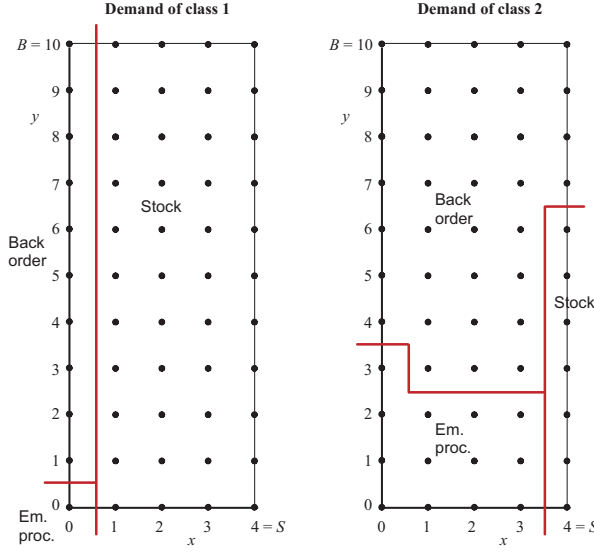 Demand of class 1
B = 10
9
y
8
7
Stock
6
Back
order
5
4
3
2
1
0
Em.
proc.
0 1 2 3 4 = S
x
Demand of class 2
B = 10
9
y
8
7
Back
order
6
5
Stock
4
3
2
Em.
proc.
1
0
0 1 2 3 4 = S
x